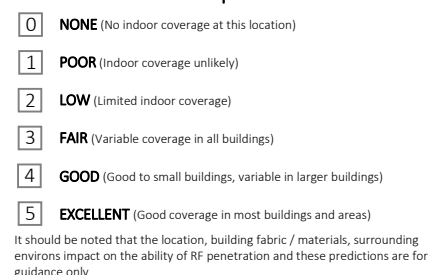 0 NONE (No indoor coverage at this location)
1 POOR (Indoor coverage unlikely)
2 LOW (Limited indoor coverage)
3 FAIR (Variable coverage in all buildings)
4 GOOD (Good to small buildings, variable in larger buildings)
5 EXCELLENT (Good coverage in most buildings and areas)
It should be noted that the location, building fabric / materials, surrounding
environs impact on the ability of RF penetration and these predictions are for
guidance only